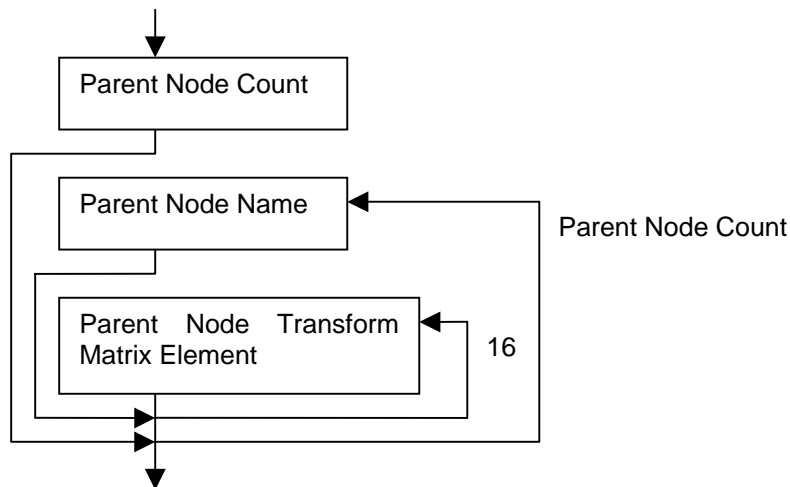 Parent Node Count
Parent Node Name
Parent Node Count
Parent Node Transform
Matrix Element
16